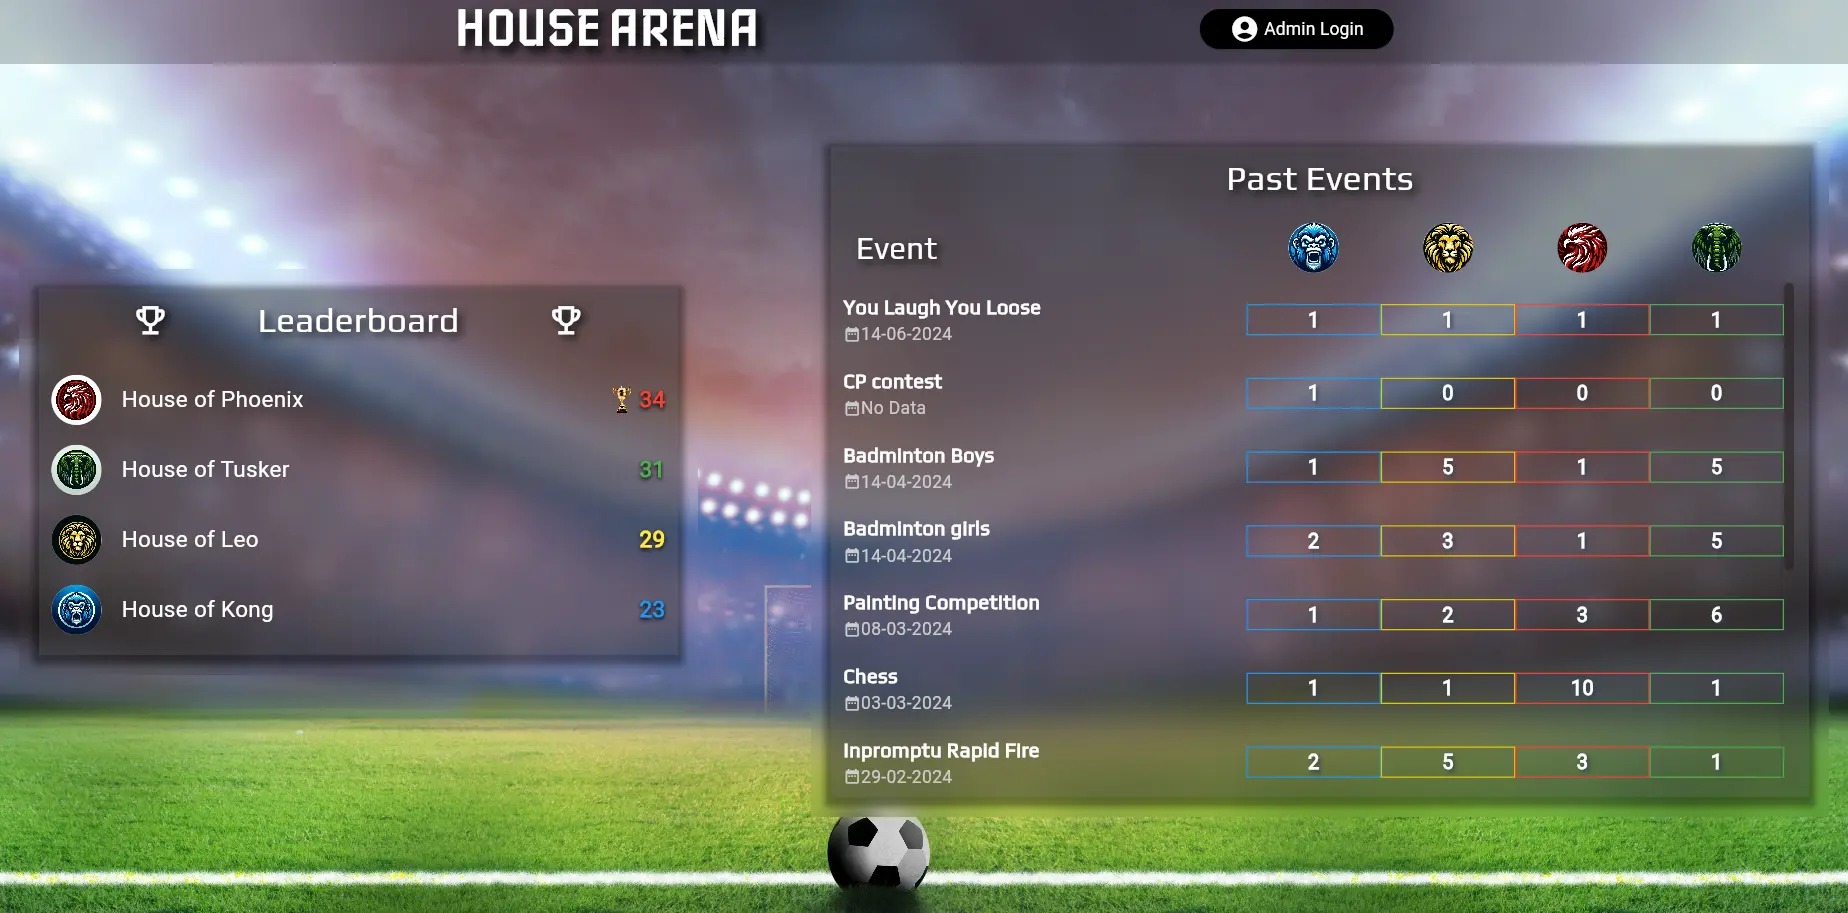 HOUSE ARENA
Admin Login
Leaderboard
House of Phoenix 34
House of Tusker 31
House of Leo 29
House of Kong 23
Past Events
Event
You Laugh You Loose
14-06-2024
1 1 1 1
CP contest
No Data
1 0 0 0
Badminton Boys
14-04-2024
1 5 1 5
Badminton girls
14-04-2024
2 3 1 5
Painting Competition
08-03-2024
1 2 3 6
Chess
03-03-2024
1 1 10 1
Inpromptu Rapid Fire
29-02-2024
2 5 3 1